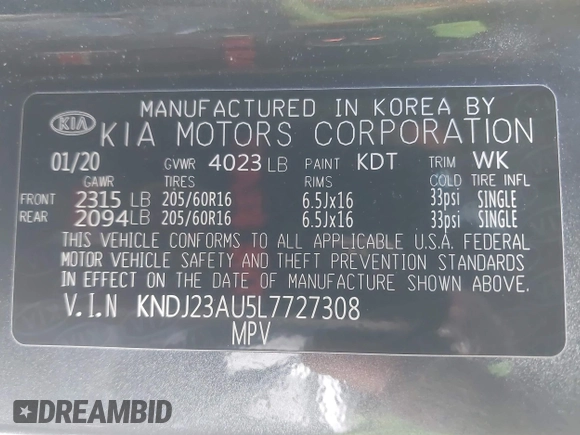 MANUFACTURED IN KOREA BY
KIA KIA MOTORS CORPORATION
01/20 GVWR 4023 LB PAINT KDT TRIM WK
GAWR TIRES RIMS COLD TIRE INFL
FRONT 2315 LB 205/60R16 6.5Jx16 33psi SINGLE
REAR 2094 LB 205/60R16 6.5Jx16 33psi SINGLE
THIS VEHICLE CONFORMS TO ALL APPLICABLE U.S.A. FEDERAL
MOTOR VEHICLE SAFETY AND THEFT PREVENTION STANDARDS
IN EFFECT ON THE DATE OF MANUFACTURE SHOWN ABOVE.
V.I.N KNDJ23AU5L7727308
MPV
DREAMBID